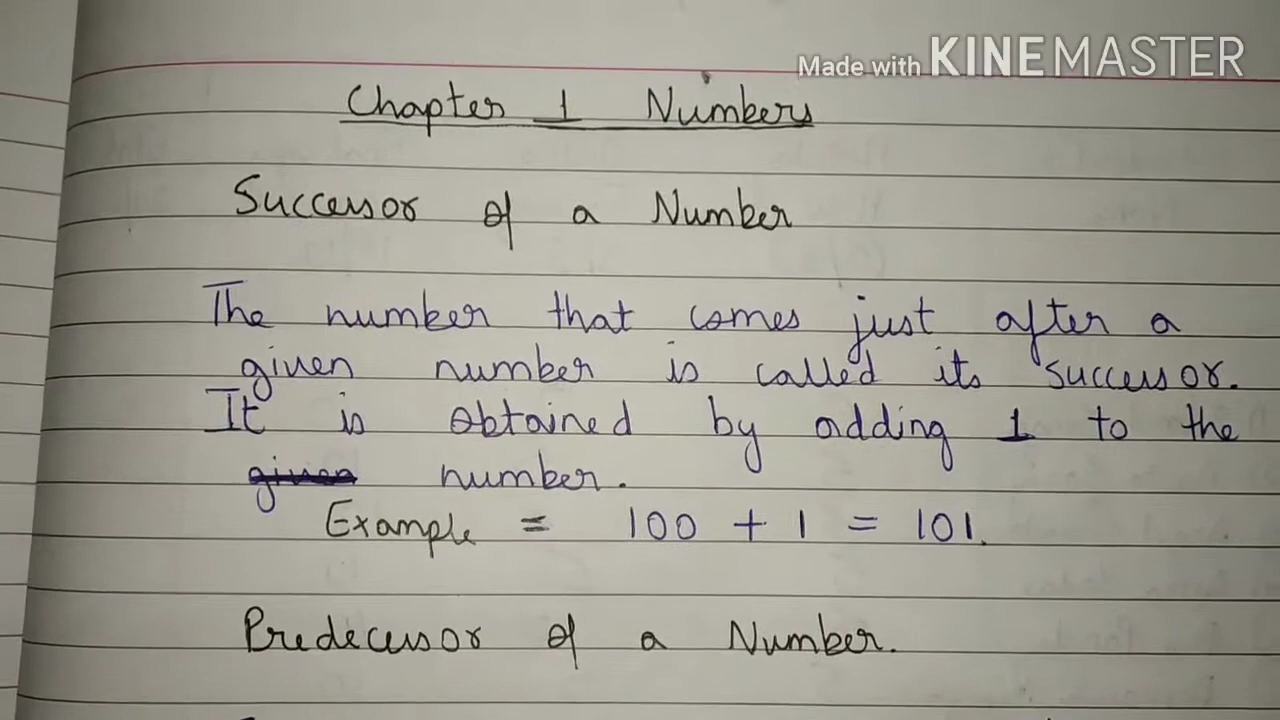 Made with KINEMASTER
Chapter 1 Numbers
Successor of a Number
The number that comes just after a
given number is called its successor.
It is obtained by adding 1 to the
given number.
Example = 100 + 1 = 101.
Predecessor of a Number.